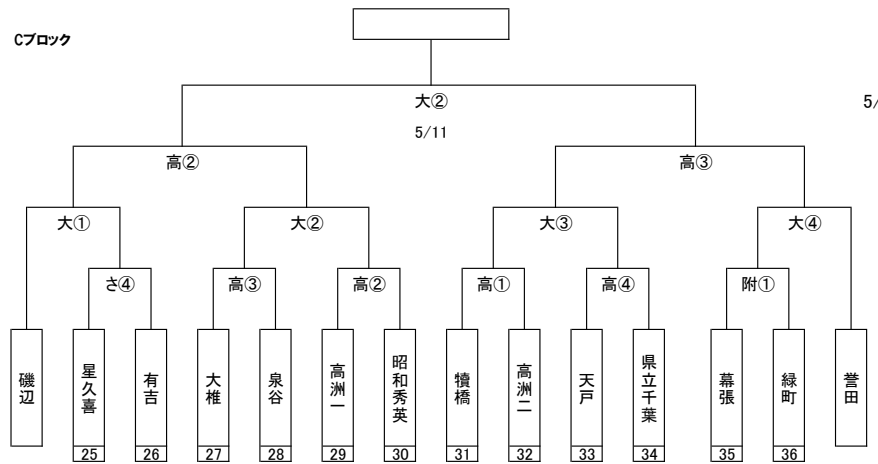 Cブロック
大②
5/
5/11
高②
高③
大①
大②
大③
大④
さ④
高③
高②
高①
高④
附①
磯辺
星久喜
有吉
大椎
泉谷
高洲一
昭和秀英
犢橋
高洲二
天戸
県立千葉
幕張
緑町
誉田
25
26
27
28
29
30
31
32
33
34
35
36